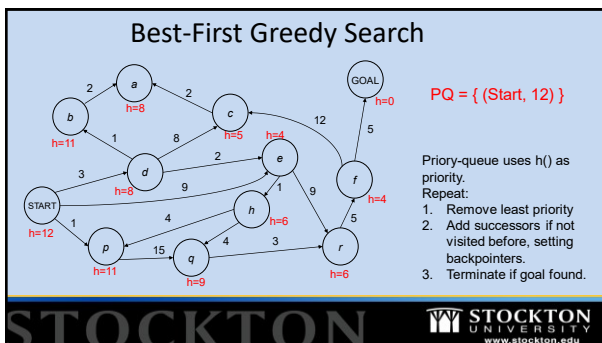 Best-First Greedy Search
GOAL
h=0
PQ = { (Start, 12) }
2
a
h=8
2
b
h=11
c
h=5
12
5
1
8
h=4
e
2
3
d
h=8
9
1
9
f
h=4
START
h=12
h
h=6
4
1
5
p
h=11
15
4
q
h=9
3
r
h=6
Priory-queue uses h() as
priority.
Repeat:
1. Remove least priority
2. Add successors if not
visited before, setting
backpointers.
3. Terminate if goal found.
STOCKTON
STOCKTON
UNIVERSITY
www.stockton.edu